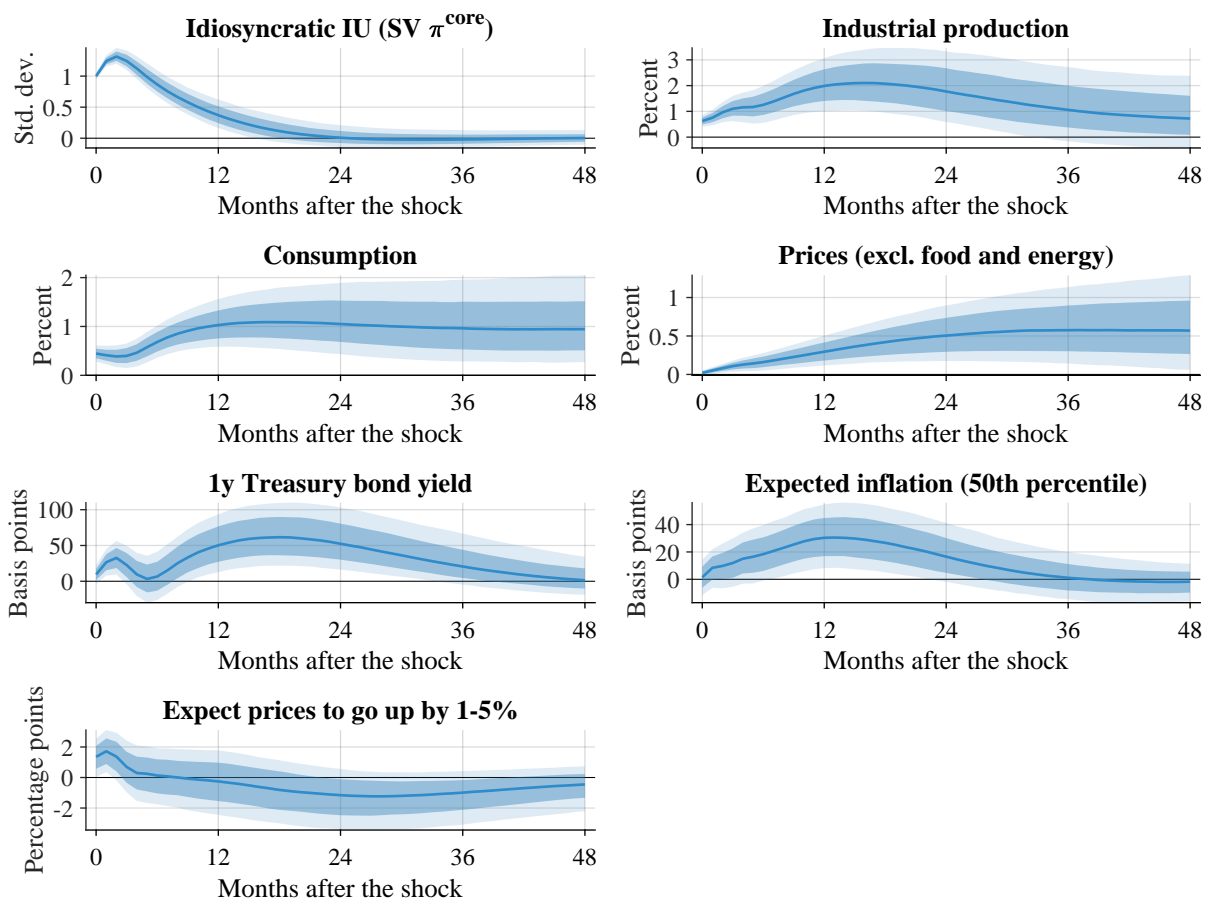 Idiosyncratic IU (SV π^core)
Std. dev.
1
0.5
0
0 12 24 36 48
Months after the shock
Industrial production
Percent
3
2
1
0
0 12 24 36 48
Months after the shock
Consumption
Percent
2
1
0
0 12 24 36 48
Months after the shock
Prices (excl. food and energy)
Percent
1
0.5
0
0 12 24 36 48
Months after the shock
1y Treasury bond yield
Basis points
100
50
0
0 12 24 36 48
Months after the shock
Expected inflation (50th percentile)
Basis points
40
20
0
0 12 24 36 48
Months after the shock
Expect prices to go up by 1-5%
Percentage points
2
0
-2
0 12 24 36 48
Months after the shock